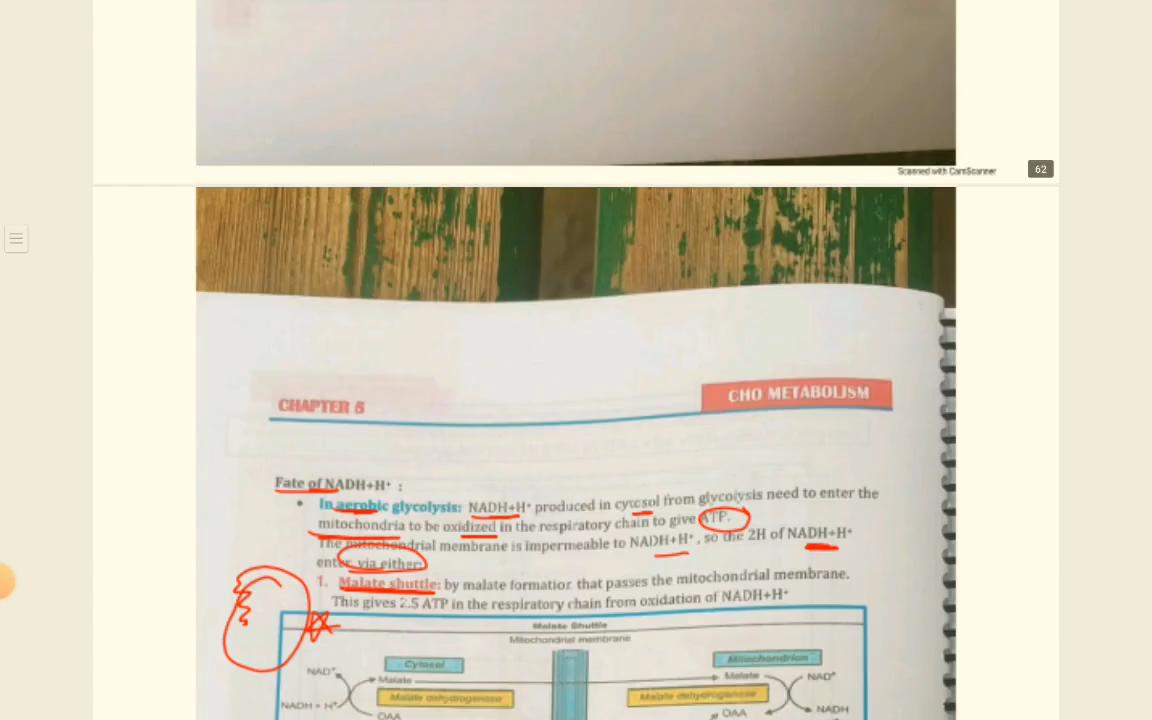 Scanned with CamScanner
62
CHAPTER 5
CHO METABOLISM
Fate of NADH+H⁺ :
• In aerobic glycolysis: NADH+H⁺ produced in cytosol from glycolysis need to enter the
mitochondria to be oxidized in the respiratory chain to give ATP.
The mitochondrial membrane is impermeable to NADH+H⁺, so the 2H of NADH+H⁺
enter via either:
1. Malate shuttle: by malate formation that passes the mitochondrial membrane.
This gives 2.5 ATP in the respiratory chain from oxidation of NADH+H⁺
Malate Shuttle
Mitochondrial membrane
Cytosol
Mitochondrion
NAD⁺
Malate
Malate
NAD⁺
Malate dehydrogenase
Malate dehydrogenase
NADH + H⁺
OAA
OAA
NADH